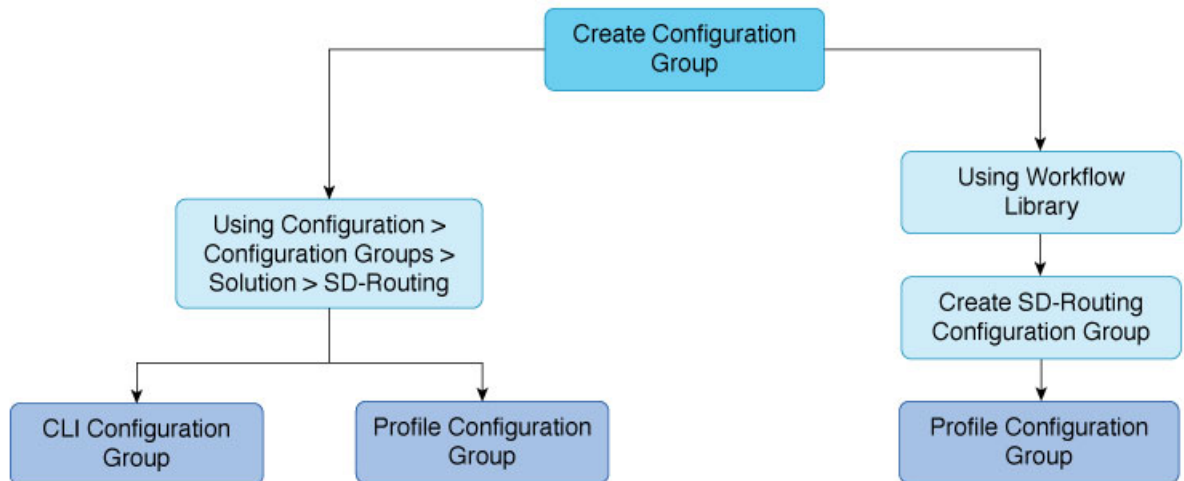 Create Configuration
Group
Using Configuration >
Configuration Groups >
Solution > SD-Routing
Using Workflow
Library
Create SD-Routing
Configuration Group
CLI Configuration
Group
Profile Configuration
Group
Profile Configuration
Group